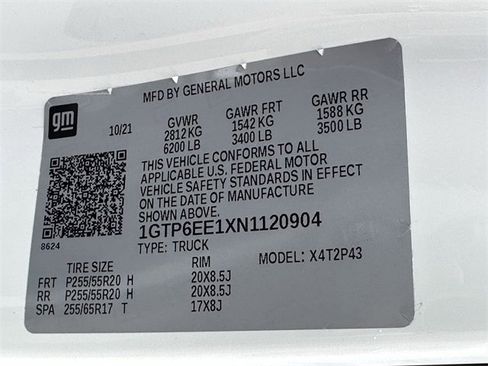 MFD BY GENERAL MOTORS LLC
gm
10/21 GVWR GAWR FRT GAWR RR
2812 KG 1542 KG 1588 KG
6200 LB 3400 LB 3500 LB
THIS VEHICLE CONFORMS TO ALL
APPLICABLE U.S. FEDERAL MOTOR
VEHICLE SAFETY STANDARDS IN EFFECT
ON THE DATE OF MANUFACTURE
SHOWN ABOVE.
8624 1GTP6EE1XN1120904
TYPE: TRUCK MODEL: X4T2P43
TIRE SIZE RIM
FRT P255/55R20 H 20X8.5J
RR P255/55R20 H 20X8.5J
SPA 255/65R17 T 17X8J